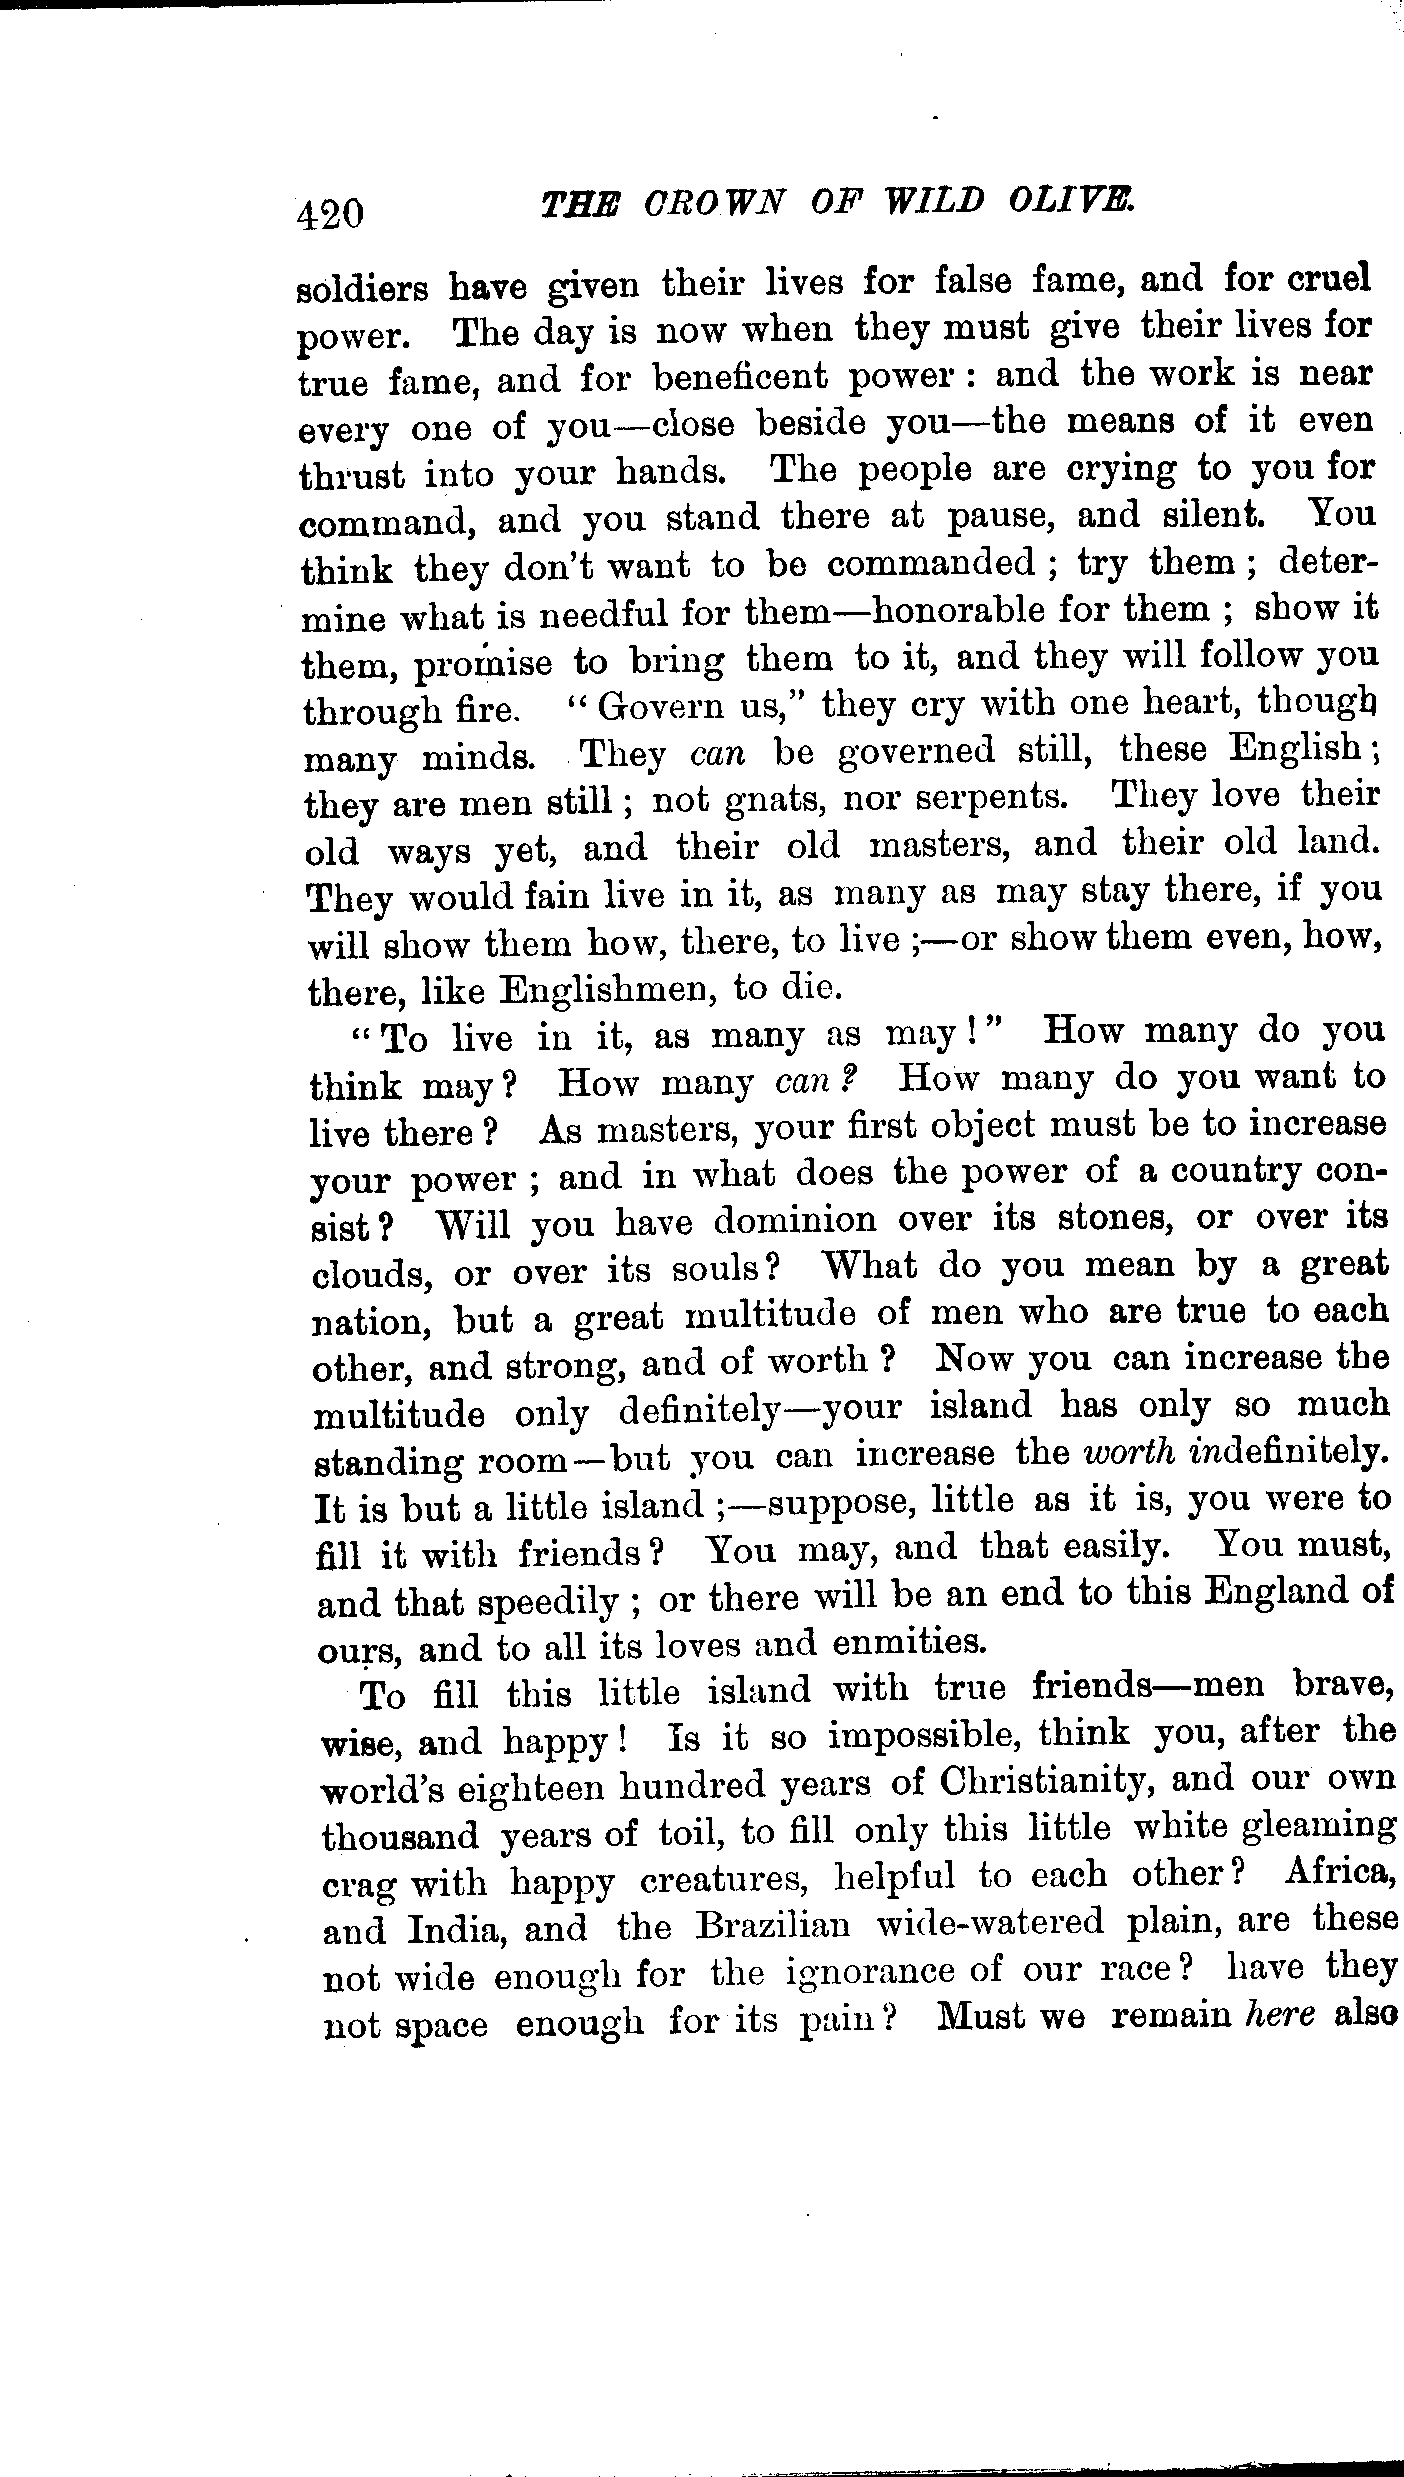 420 THE CROWN OF WILD OLIVE.
soldiers have given their lives for false fame, and for cruel
power. The day is now when they must give their lives for
true fame, and for beneficent power : and the work is near
every one of you—close beside you—the means of it even
thrust into your hands. The people are crying to you for
command, and you stand there at pause, and silent. You
think they don't want to be commanded ; try them ; deter-
mine what is needful for them—honorable for them ; show it
them, promise to bring them to it, and they will follow you
through fire. “ Govern us,” they cry with one heart, though
many minds. They can be governed still, these English ;
they are men still ; not gnats, nor serpents. They love their
old ways yet, and their old masters, and their old land.
They would fain live in it, as many as may stay there, if you
will show them how, there, to live ;—or show them even, how,
there, like Englishmen, to die.
“ To live in it, as many as may ! ” How many do you
think may ? How many can ? How many do you want to
live there ? As masters, your first object must be to increase
your power ; and in what does the power of a country con-
sist ? Will you have dominion over its stones, or over its
clouds, or over its souls ? What do you mean by a great
nation, but a great multitude of men who are true to each
other, and strong, and of worth ? Now you can increase the
multitude only definitely—your island has only so much
standing room—but you can increase the worth indefinitely.
It is but a little island ;—suppose, little as it is, you were to
fill it with friends ? You may, and that easily. You must,
and that speedily ; or there will be an end to this England of
ours, and to all its loves and enmities.
To fill this little island with true friends—men brave,
wise, and happy ! Is it so impossible, think you, after the
world's eighteen hundred years of Christianity, and our own
thousand years of toil, to fill only this little white gleaming
crag with happy creatures, helpful to each other ? Africa,
and India, and the Brazilian wide-watered plain, are these
not wide enough for the ignorance of our race ? have they
not space enough for its pain ? Must we remain here also